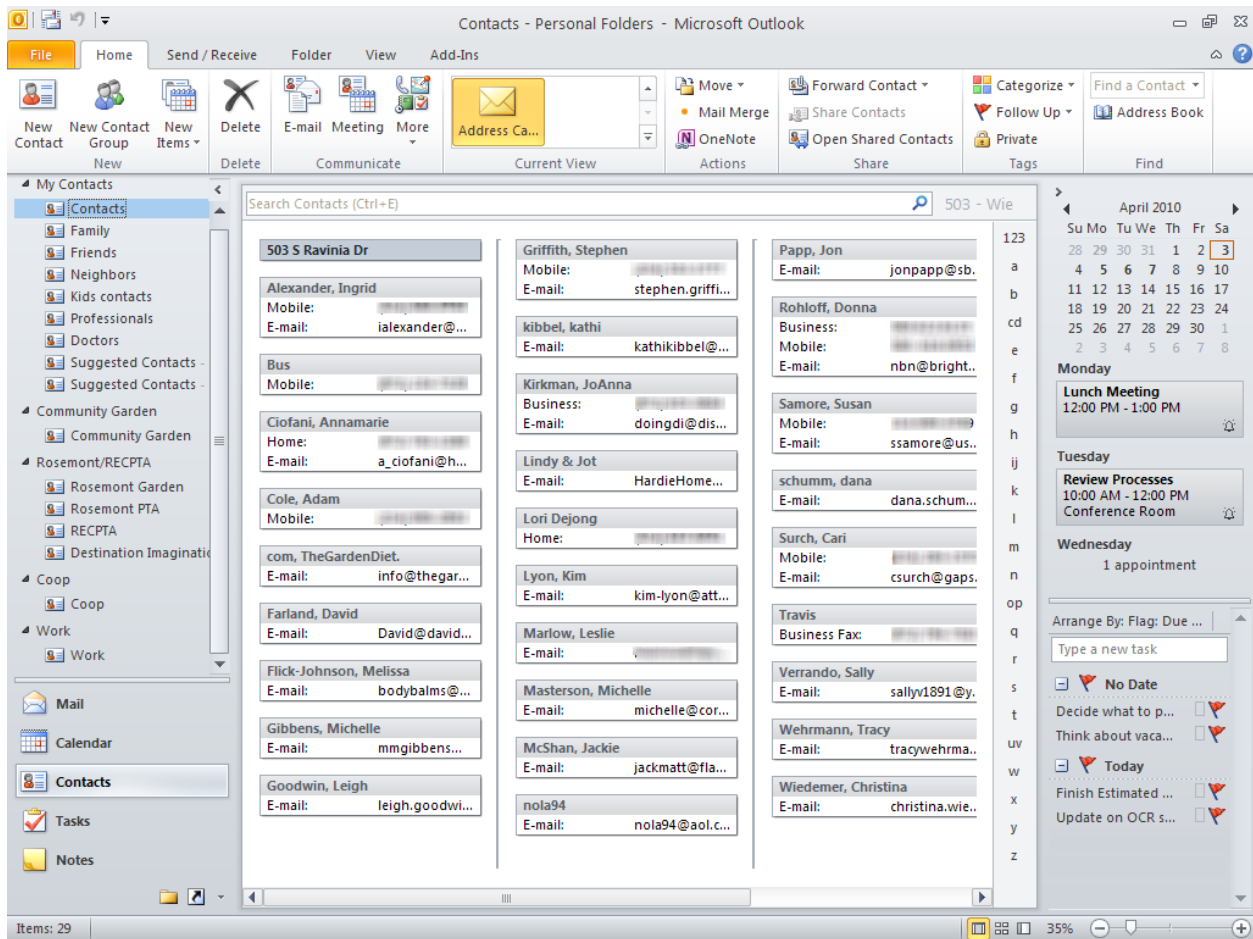 Contacts - Personal Folders - Microsoft Outlook
File Home Send / Receive Folder View Add-Ins
New Contact
New Contact Group
New Items
New
Delete
Delete
E-mail
Meeting
More
Communicate
Address Ca...
Current View
Move
Mail Merge
OneNote
Actions
Forward Contact
Share Contacts
Open Shared Contacts
Share
Categorize
Follow Up
Private
Tags
Find a Contact
Address Book
Find
My Contacts
Contacts
Family
Friends
Neighbors
Kids contacts
Professionals
Doctors
Suggested Contacts -
Suggested Contacts -
Community Garden
Community Garden
Rosemont/RECPTA
Rosemont Garden
Rosemont PTA
RECPTA
Destination Imaginatio
Coop
Coop
Work
Work
Mail
Calendar
Contacts
Tasks
Notes
Search Contacts (Ctrl+E)
503 - Wie
503 S Ravinia Dr
Alexander, Ingrid
Mobile:
E-mail: ialexander@...
Bus
Mobile:
Ciofani, Annamarie
Home:
E-mail: a_ciofani@h...
Cole, Adam
Mobile:
com, TheGardenDiet.
E-mail: info@thegar...
Farland, David
E-mail: David@david...
Flick-Johnson, Melissa
E-mail: bodybalms@...
Gibbens, Michelle
E-mail: mmgibbens...
Goodwin, Leigh
E-mail: leigh.goodwi...
Griffith, Stephen
Mobile:
E-mail: stephen.griffi...
kibbel, kathi
E-mail: kathikibbel@...
Kirkman, JoAnna
Business:
E-mail: doingdi@dis...
Lindy & Jot
E-mail: HardieHome...
Lori Dejong
Home:
Lyon, Kim
E-mail: kim-lyon@att...
Marlow, Leslie
E-mail:
Masterson, Michelle
E-mail: michelle@cor...
McShan, Jackie
E-mail: jackmatt@fla...
nola94
E-mail: nola94@aol.c...
Papp, Jon
E-mail: jonpapp@sb.
Rohloff, Donna
Business:
Mobile:
E-mail: nbn@bright..
Samore, Susan
Mobile:
E-mail: ssamore@us..
schumm, dana
E-mail: dana.schum...
Surch, Cari
Mobile:
E-mail: csurch@gaps.
Travis
Business Fax:
Verrando, Sally
E-mail: sallyv1891@y.
Wehrmann, Tracy
E-mail: tracywehrma..
Wiedemer, Christina
E-mail: christina.wie..
123
a
b
cd
e
f
g
h
ij
k
l
m
n
op
q
r
s
t
uv
w
x
y
z
April 2010
Su Mo Tu We Th Fr Sa
28 29 30 31 1 2 3
4 5 6 7 8 9 10
11 12 13 14 15 16 17
18 19 20 21 22 23 24
25 26 27 28 29 30 1
2 3 4 5 6 7 8
Monday
Lunch Meeting
12:00 PM - 1:00 PM
Tuesday
Review Processes
10:00 AM - 12:00 PM
Conference Room
Wednesday
1 appointment
Arrange By: Flag: Due ...
Type a new task
No Date
Decide what to p...
Think about vaca...
Today
Finish Estimated ...
Update on OCR s...
Items: 29
35%